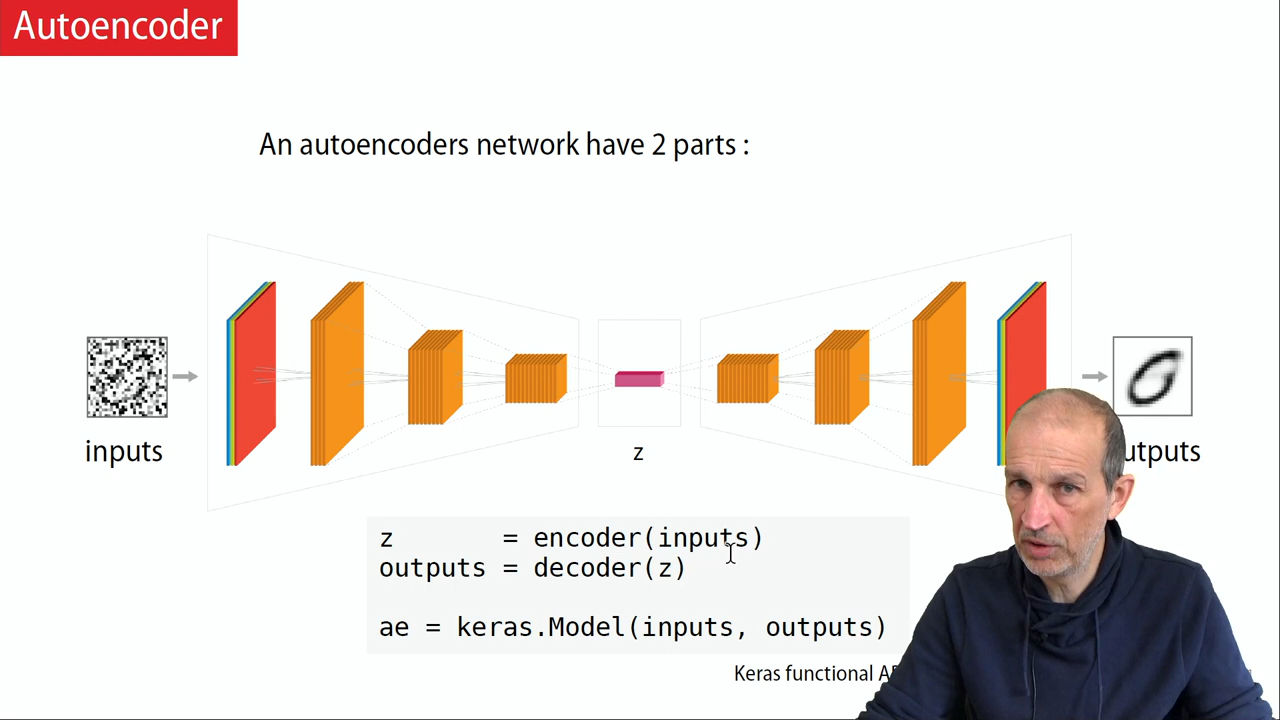 Autoencoder
An autoencoders network have 2 parts :
inputs
z
z = encoder(inputs)
outputs = decoder(z)
ae = keras.Model(inputs, outputs)
Keras functional